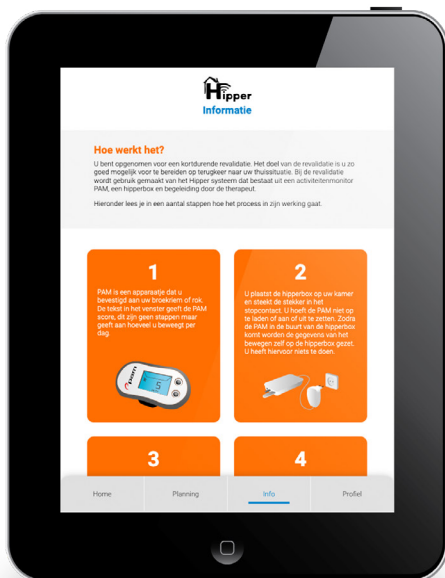 Hipper
Informatie
Hoe werkt het?
U bent opgenomen voor een kortdurende revalidatie. Het doel van de revalidatie is u zo
goed mogelijk voor te bereiden op terugkeer naar uw thuissituatie. Bij de revalidatie
wordt gebruik gemaakt van het Hipper systeem dat bestaat uit een activiteitenmonitor
PAM, een hipperbox en begeleiding door de therapeut.
Hieronder lees je in een aantal stappen hoe het process in zijn werking gaat.
1
PAM is een apparaatje dat u
bevestigd aan uw broekriem of rok.
De tekst in het venster geeft de PAM
score, dit zijn geen stappen maar
geeft aan hoeveel u beweegt per
dag.
pam
5
2
U plaatst de hipperbox op uw kamer
en steekt de stekker in het
stopcontact. U hoeft de PAM niet op
te laden of aan of uit te zetten. Zodra
de PAM in de buurt van de hipperbox
komt worden de gegevens van het
bewegen zelf op de hipperbox gezet.
U heeft hiervoor niets te doen.
3
4
Home
Planning
Info
Profiel